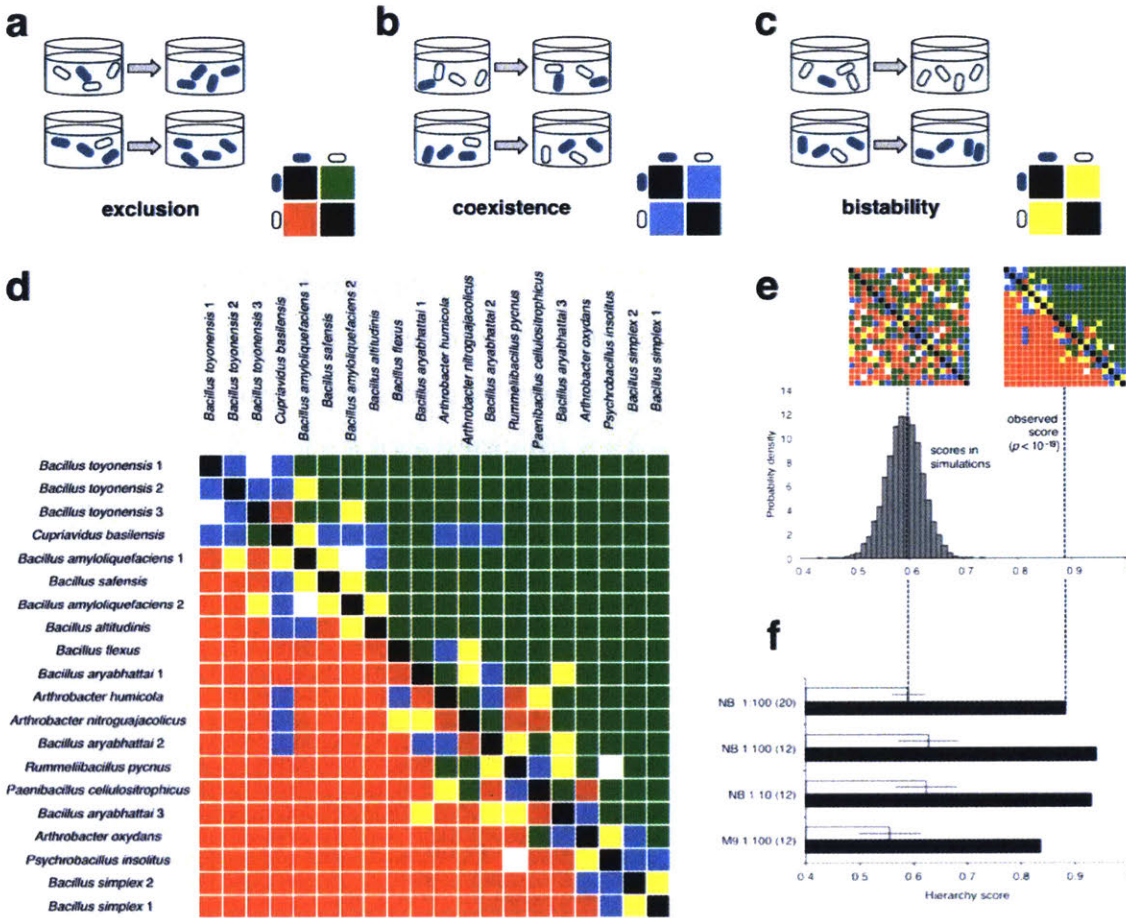 a
b
c
exclusion
coexistence
bistability
d
Bacillus toyonensis 1
Bacillus toyonensis 2
Bacillus toyonensis 3
Cupriavidus basilensis
Bacillus amyloliquefaciens 1
Bacillus safensis
Bacillus amyloliquefaciens 2
Bacillus altitudinis
Bacillus flexus
Bacillus aryabhattai 1
Arthrobacter humicola
Arthrobacter nitroguajacolicus
Bacillus aryabhattai 2
Rummeliibacillus pycnus
Paenibacillus cellulositrophicus
Bacillus aryabhattai 3
Arthrobacter oxydans
Psychrobacillus insolitus
Bacillus simplex 2
Bacillus simplex 1
Bacillus toyonensis 1
Bacillus toyonensis 2
Bacillus toyonensis 3
Cupriavidus basilensis
Bacillus amyloliquefaciens 1
Bacillus safensis
Bacillus amyloliquefaciens 2
Bacillus altitudinis
Bacillus flexus
Bacillus aryabhattai 1
Arthrobacter humicola
Arthrobacter nitroguajacolicus
Bacillus aryabhattai 2
Rummeliibacillus pycnus
Paenibacillus cellulositrophicus
Bacillus aryabhattai 3
Arthrobacter oxydans
Psychrobacillus insolitus
Bacillus simplex 2
Bacillus simplex 1
e
14
12
10
8
6
4
2
0
Probability density
scores in
simulations
observed
score
0.4 0.5 0.6 0.7 0.8 0.9
f
NB 1:100 (20)
NB 1:100 (12)
NB 1:10 (12)
M9 1:100 (12)
0.4 0.5 0.6 0.7 0.8 0.9
Hierarchy score